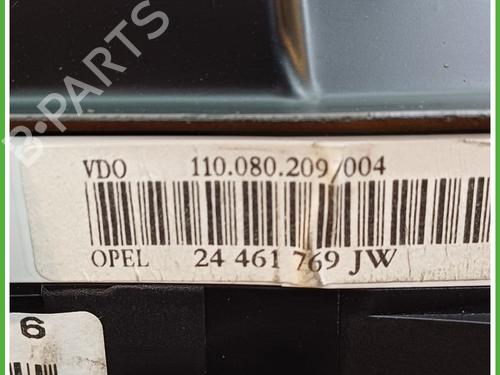 B-PARTS
VDO 110.080.209/004
OPEL 24 461 769 JW
6